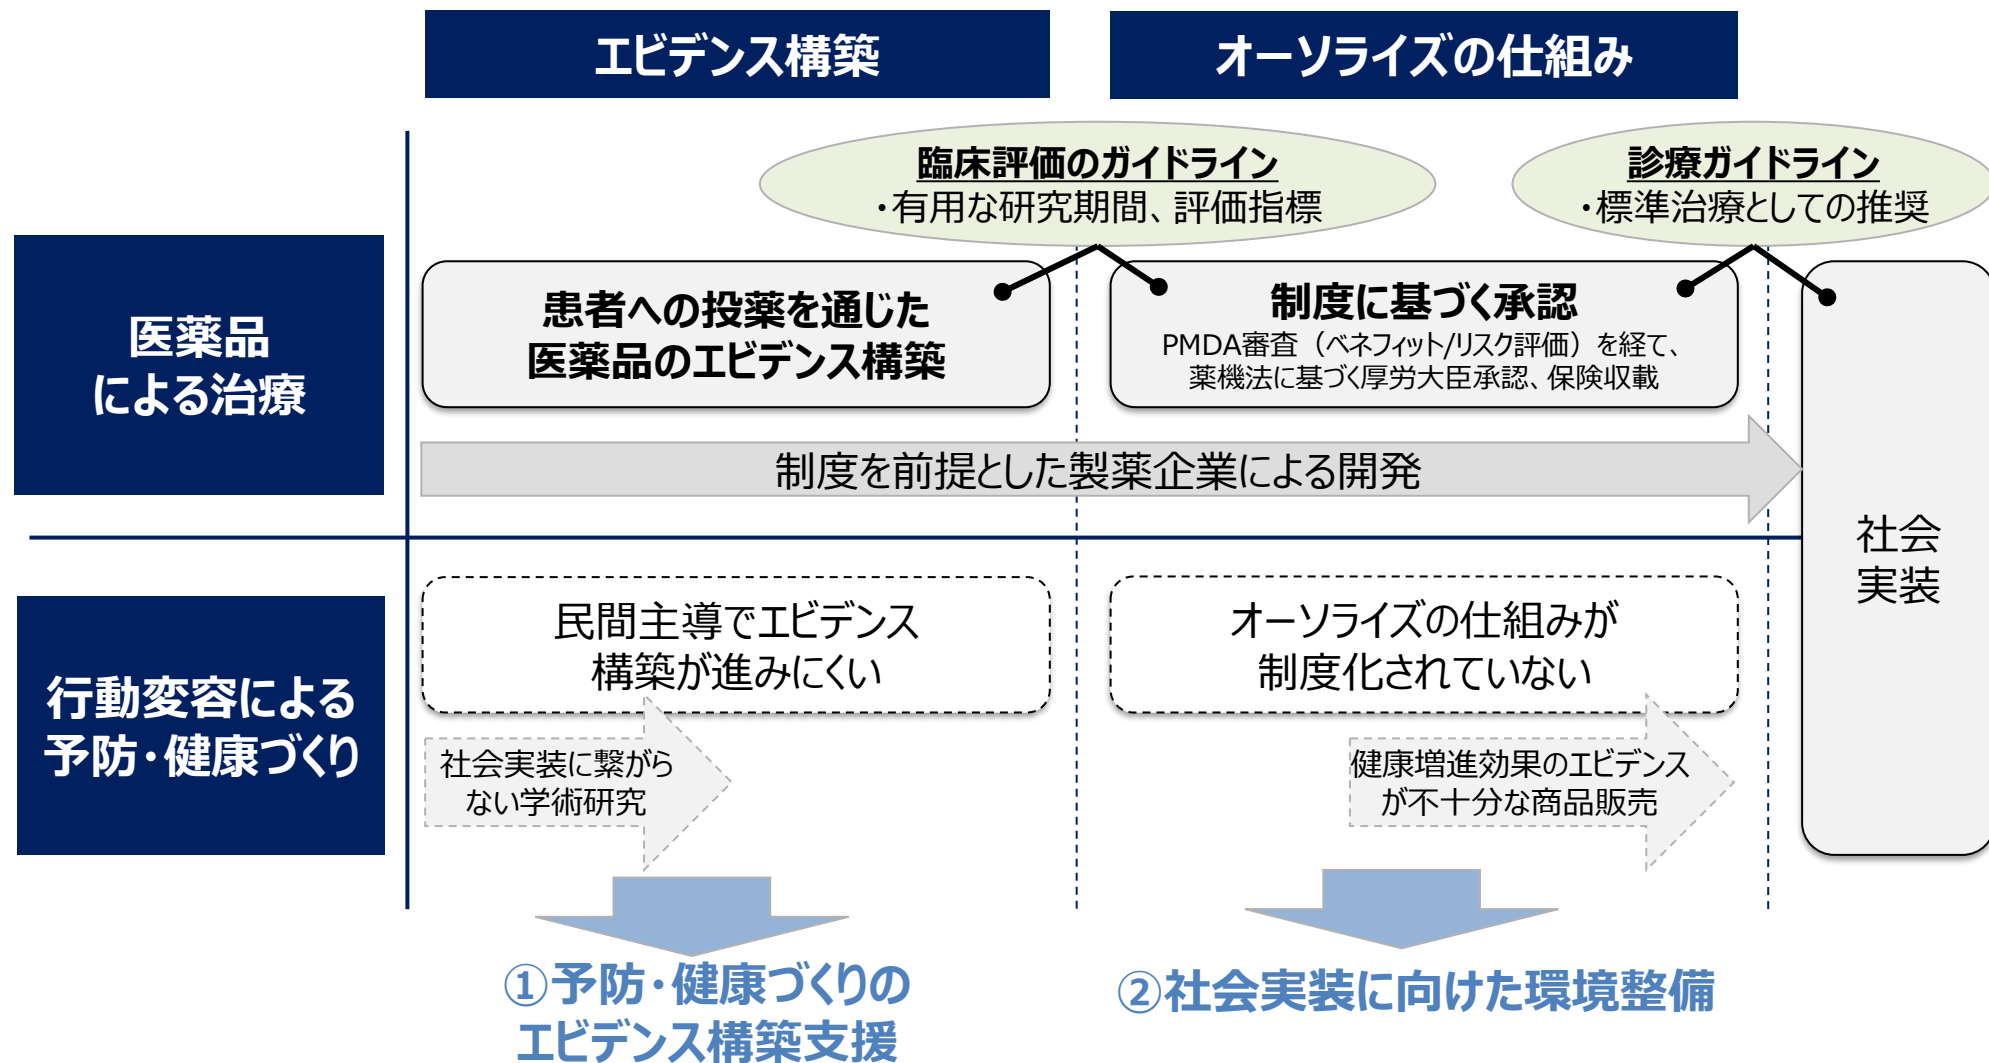 エビデンス構築
オーソライズの仕組み
臨床評価のガイドライン
・有用な研究期間、評価指標
診療ガイドライン
・標準治療としての推奨
医薬品
による治療
患者への投薬を通じた
医薬品のエビデンス構築
制度に基づく承認
PMDA審査（ベネフィット/リスク評価）を経て、
薬機法に基づく厚労大臣承認、保険収載
制度を前提とした製薬企業による開発
社会
実装
行動変容による
予防・健康づくり
民間主導でエビデンス
構築が進みにくい
オーソライズの仕組みが
制度化されていない
社会実装に繋がら
ない学術研究
健康増進効果のエビデンス
が不十分な商品販売
①予防・健康づくりの
エビデンス構築支援
②社会実装に向けた環境整備